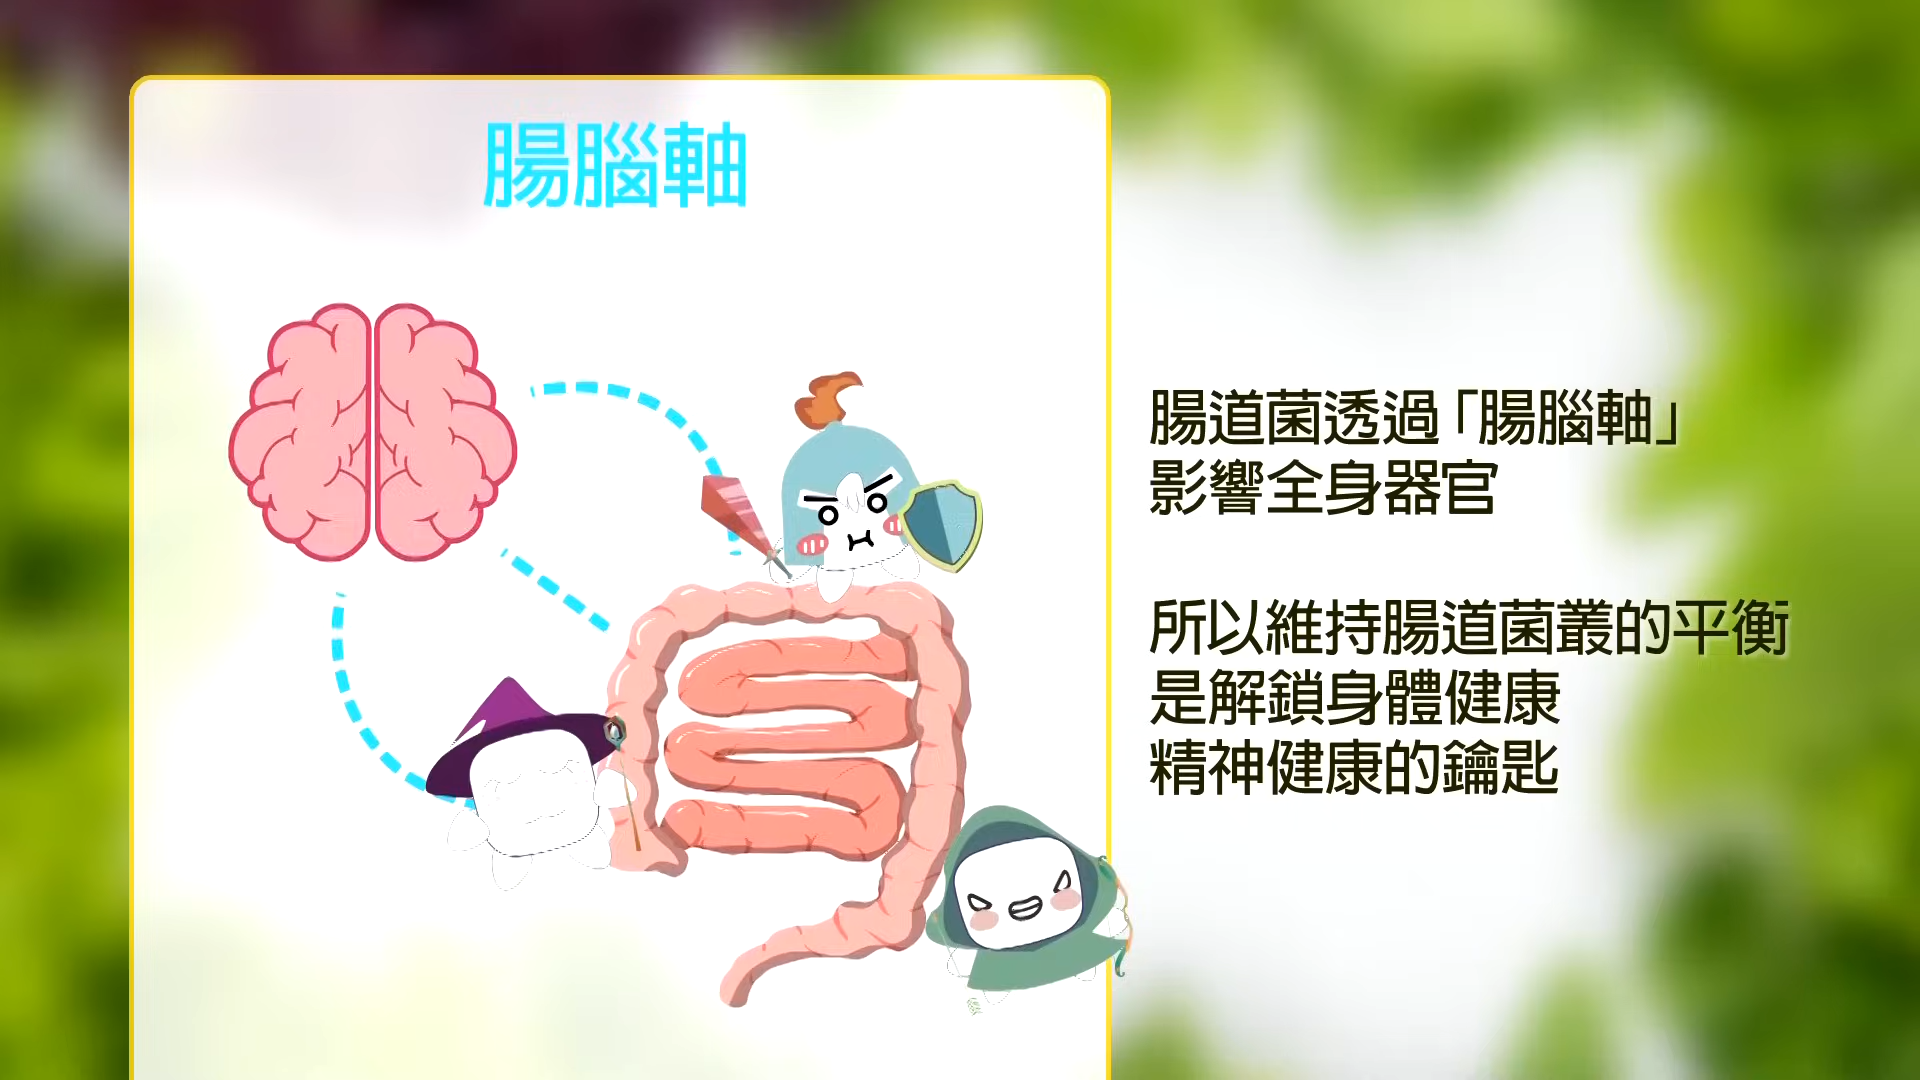 腸腦軸
腸道菌透過「腸腦軸」
影響全身器官
所以維持腸道菌叢的平衡
是解鎖身體健康
精神健康的鑰匙